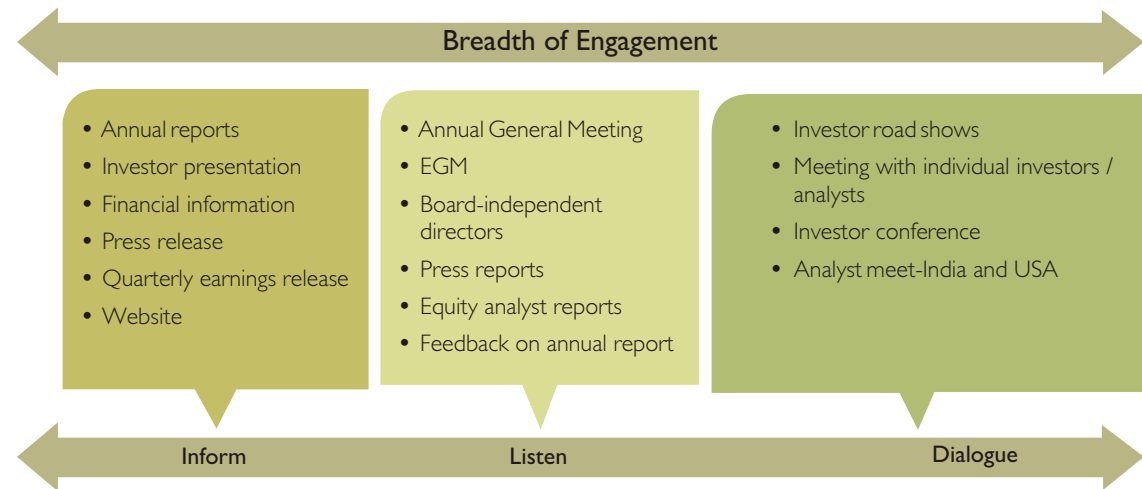 Breadth of Engagement
• Annual reports
• Investor presentation
• Financial information
• Press release
• Quarterly earnings release
• Website
• Annual General Meeting
• EGM
• Board-independent
directors
• Press reports
• Equity analyst reports
• Feedback on annual report
• Investor road shows
• Meeting with individual investors /
analysts
• Investor conference
• Analyst meet-India and USA
Inform
Listen
Dialogue